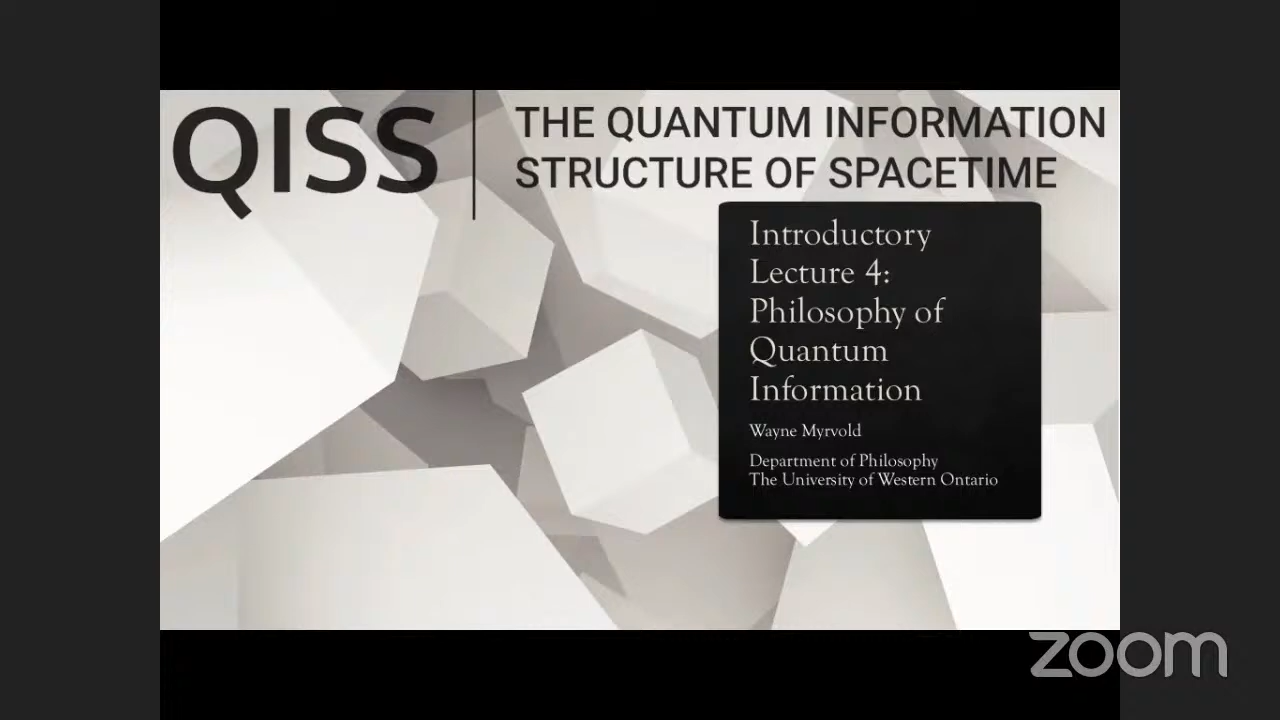 QISS
THE QUANTUM INFORMATION
STRUCTURE OF SPACETIME
Introductory
Lecture 4:
Philosophy of
Quantum
Information
Wayne Myrvold
Department of Philosophy
The University of Western Ontario
zoom